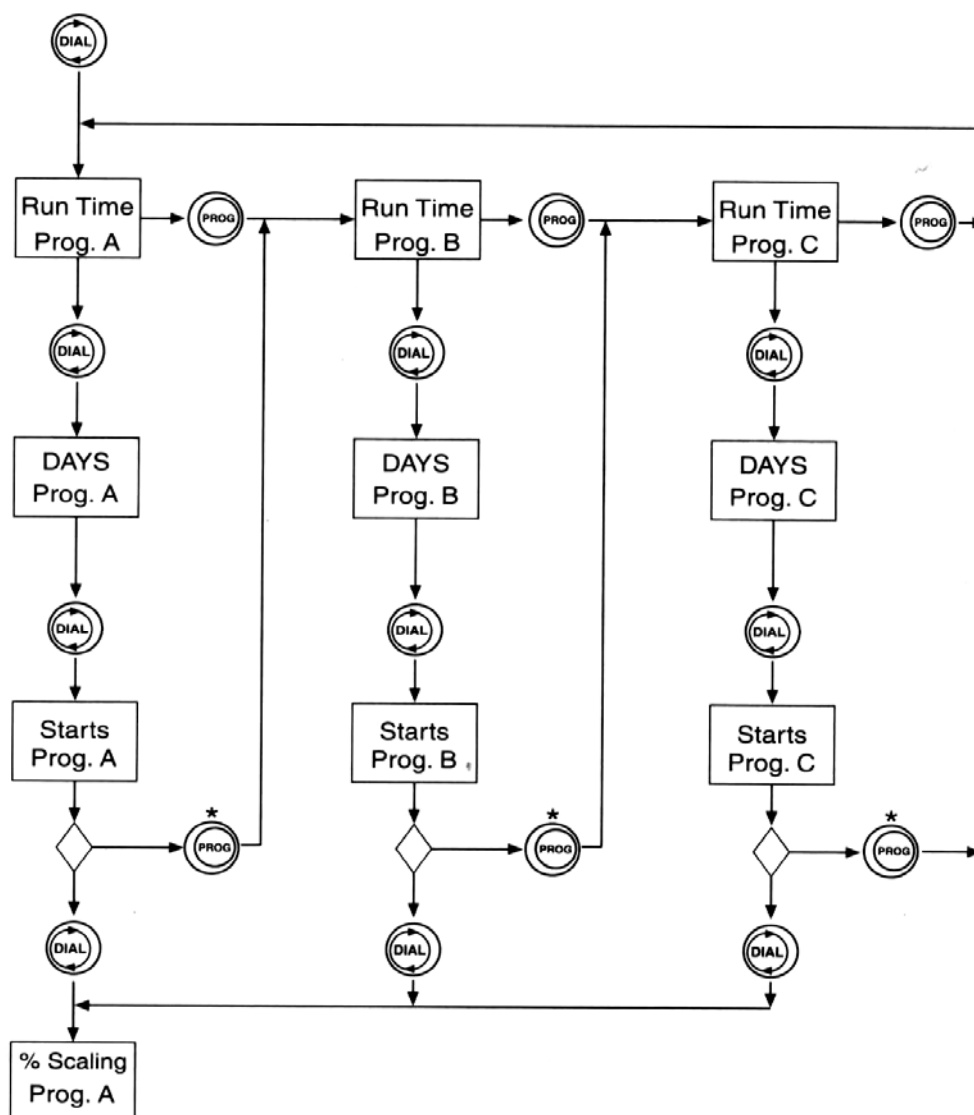 DIAL
Run Time
Prog. A
PROG
Run Time
Prog. B
PROG
Run Time
Prog. C
PROG
DIAL
DIAL
DIAL
DAYS
Prog. A
DAYS
Prog. B
DAYS
Prog. C
DIAL
DIAL
DIAL
Starts
Prog. A
Starts
Prog. B
Starts
Prog. C
*
PROG
*
PROG
*
PROG
DIAL
DIAL
DIAL
% Scaling
Prog. A